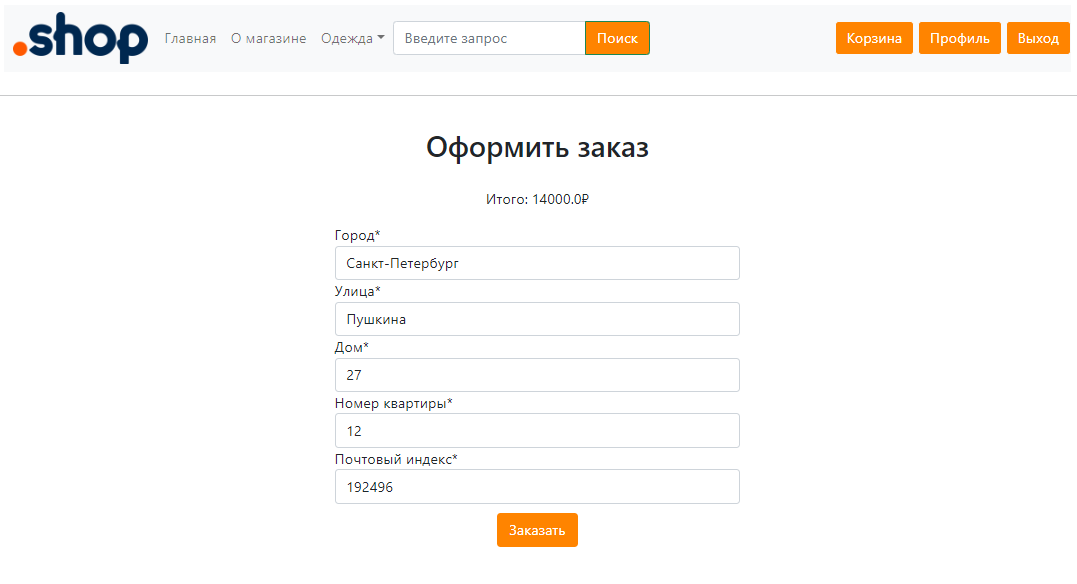 .shop Главная О магазине Одежда Введите запрос Поиск Корзина Профиль Выход
Оформить заказ
Итого: 14000.0₽
Город*
Санкт-Петербург
Улица*
Пушкина
Дом*
27
Номер квартиры*
12
Почтовый индекс*
192496
Заказать